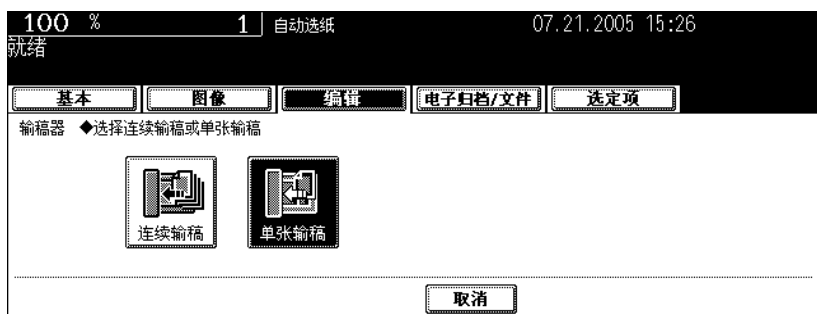 100 % 1 自动选纸 07.21.2005 15:26
就绪
基本 图像 编辑 电子归档/文件 选定项
输稿器 ◆选择连续输稿或单张输稿
连续输稿 单张输稿
取消